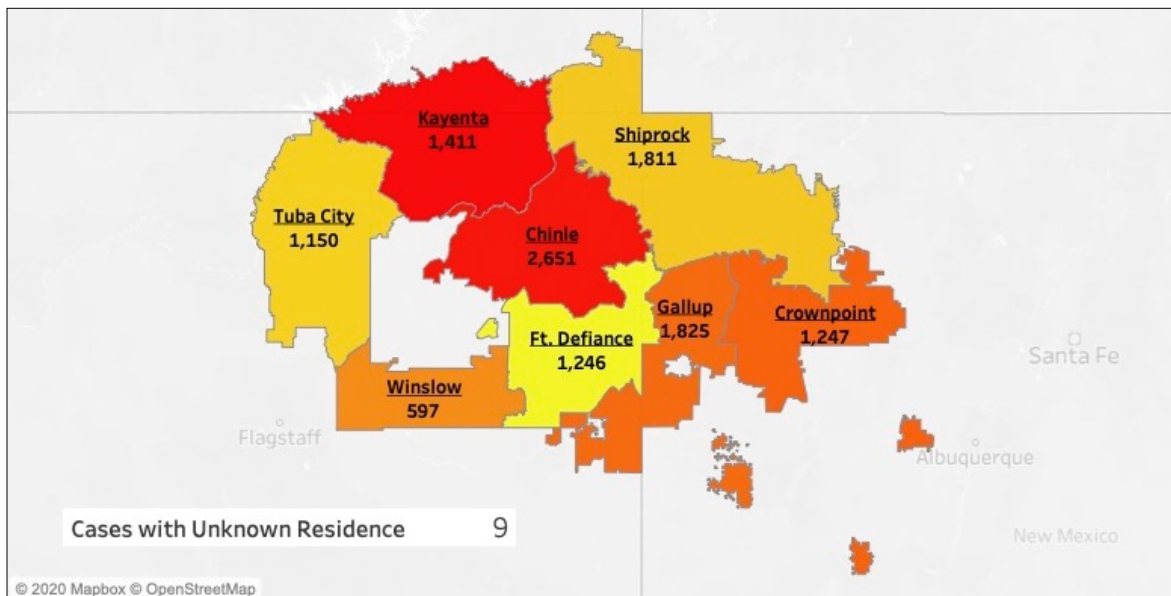 Kayenta
1,411
Shiprock
1,811
Tuba City
1,150
Chinle
2,651
Gallup
1,825
Crownpoint
1,247
Ft. Defiance
1,246
Winslow
597
Santa Fe
Flagstaff
Albuquerque
Cases with Unknown Residence 9
New Mexico
© 2020 Mapbox © OpenStreetMap